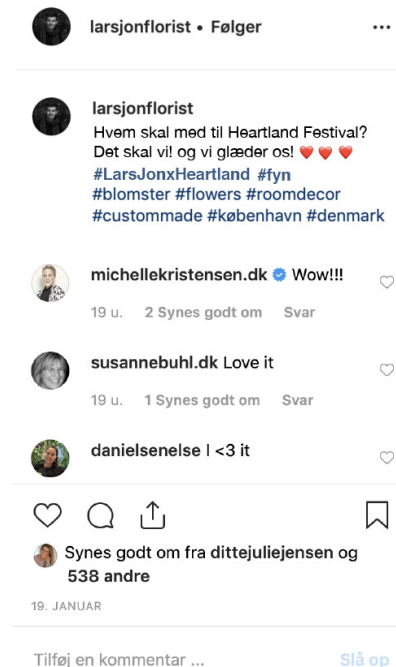 larsjonflorist • Følger
larsjonflorist
Hvem skal med til Heartland Festival?
Det skal vi! og vi glæder os! ❤️ ❤️ ❤️
#LarsJonxHeartland #fyn
#blomster #flowers #roomdecor
#custommade #københavn #denmark
michellekristensen.dk Wow!!!
19 u. 2 Synes godt om Svar
susannebuhl.dk Love it
19 u. 1 Synes godt om Svar
danielsenelse I <3 it
Synes godt om fra dittejuliejensen og
538 andre
19. JANUAR
Tilføj en kommentar ... Slå op